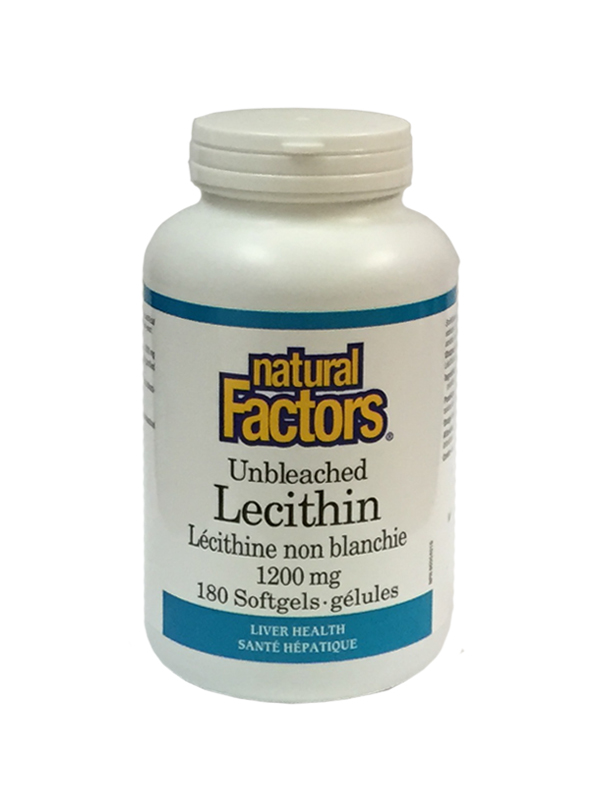 natural
Factors®
Unbleached
Lecithin
Lécithine non blanchie
1200 mg
180 Softgels · gélules
LIVER HEALTH
SANTÉ HÉPATIQUE